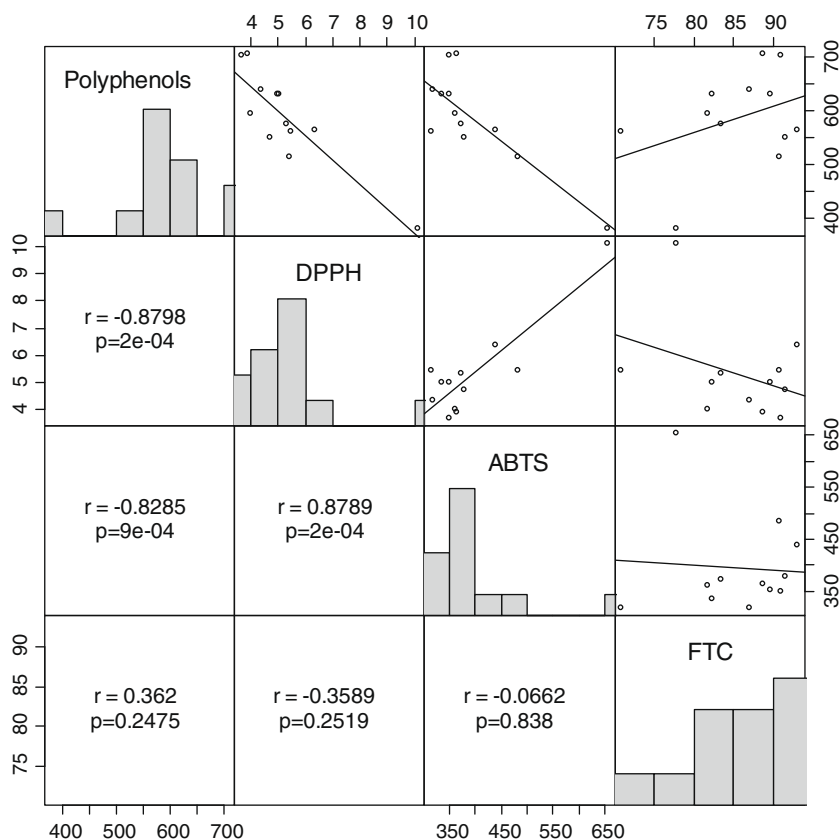 4 5 6 7 8 9 10
75 80 85 90
Polyphenols
400 500 600 700
DPPH
4 5 6 7 8 9 10
r = -0.8798
p=2e-04
ABTS
350 450 550 650
r = -0.8285
p=9e-04
r = 0.8789
p=2e-04
FTC
75 80 85 90
r = 0.362
p=0.2475
r = -0.3589
p=0.2519
r = -0.0662
p=0.838
400 500 600 700
350 450 550 650